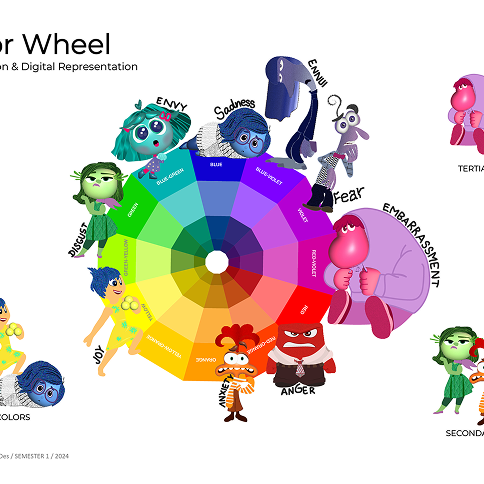 or Wheel
on & Digital Representation
ENVY
Sadness
ENNUI
Fear
EMBARRASSMENT
ANGER
ANXIETY
JOY
DISGUST
BLUE
BLUE-VIOLET
VIOLET
RED-VIOLET
RED
RED-ORANGE
ORANGE
YELLOW-ORANGE
YELLOW
YELLOW-GREEN
GREEN
BLUE-GREEN
TERTIA
COLORS
SECONDA
Des / SEMESTER 1 / 2024